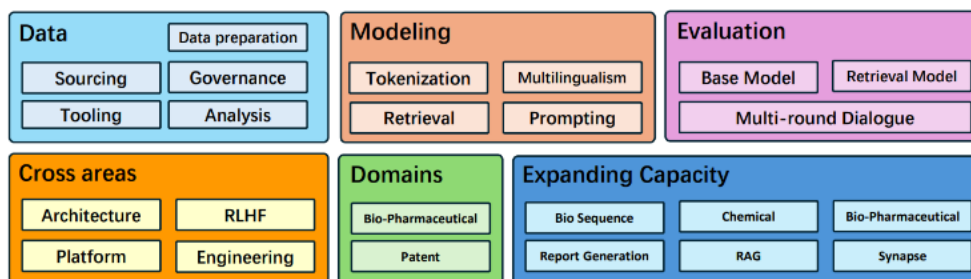 Data
Data preparation
Sourcing
Governance
Tooling
Analysis
Modeling
Tokenization
Multilingualism
Retrieval
Prompting
Evaluation
Base Model
Retrieval Model
Multi-round Dialogue
Cross areas
Architecture
RLHF
Platform
Engineering
Domains
Bio-Pharmaceutical
Patent
Expanding Capacity
Bio Sequence
Chemical
Bio-Pharmaceutical
Report Generation
RAG
Synapse